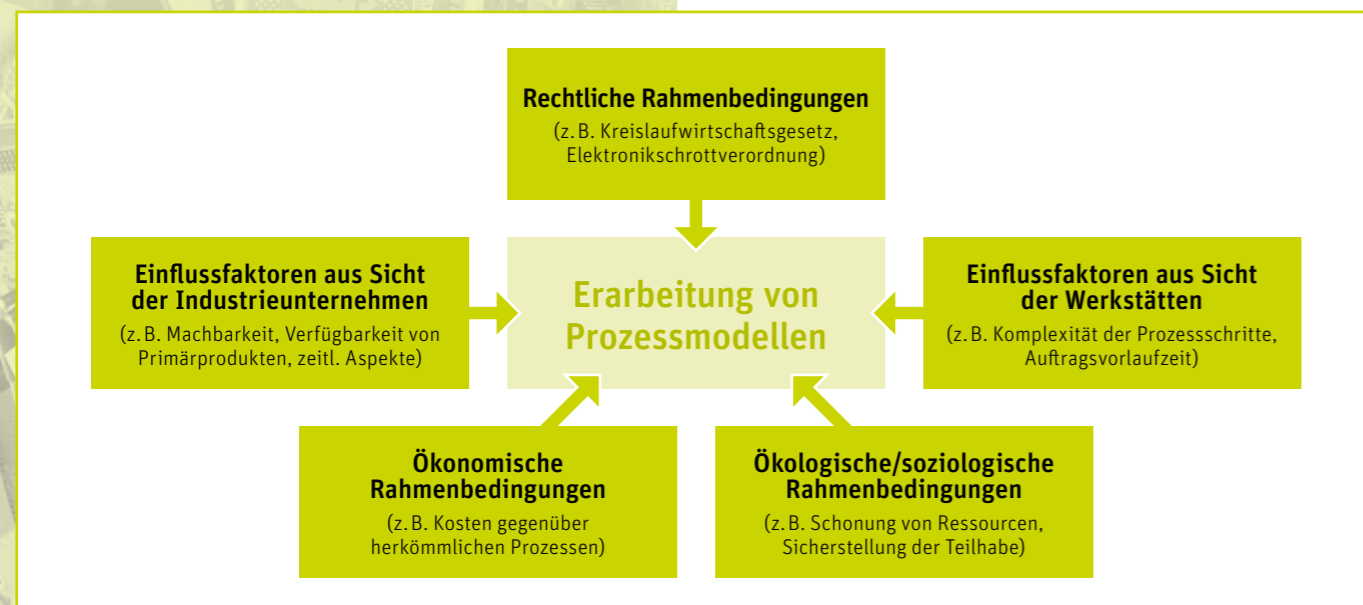 Rechtliche Rahmenbedingungen
(z. B. Kreislaufwirtschaftsgesetz,
Elektronikschrottverordnung)
Einflussfaktoren aus Sicht
der Industrieunternehmen
(z. B. Machbarkeit, Verfügbarkeit von
Primärprodukten, zeitl. Aspekte)
Erarbeitung von
Prozessmodellen
Einflussfaktoren aus Sicht
der Werkstätten
(z. B. Komplexität der Prozessschritte,
Auftragsvorlaufzeit)
Ökonomische
Rahmenbedingungen
(z. B. Kosten gegenüber
herkömmlichen Prozessen)
Ökologische/soziologische
Rahmenbedingungen
(z. B. Schonung von Ressourcen,
Sicherstellung der Teilhabe)